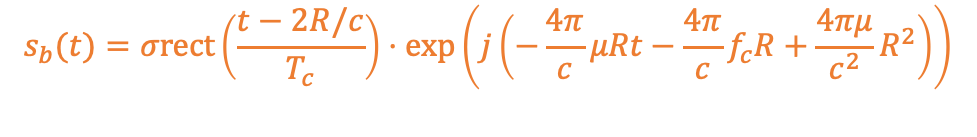 s_b(t) = σrect((t − 2R/c)/T_c) · exp(j(−(4π/c)μRt − (4π/c)f_cR + (4πμ/c²)R²))